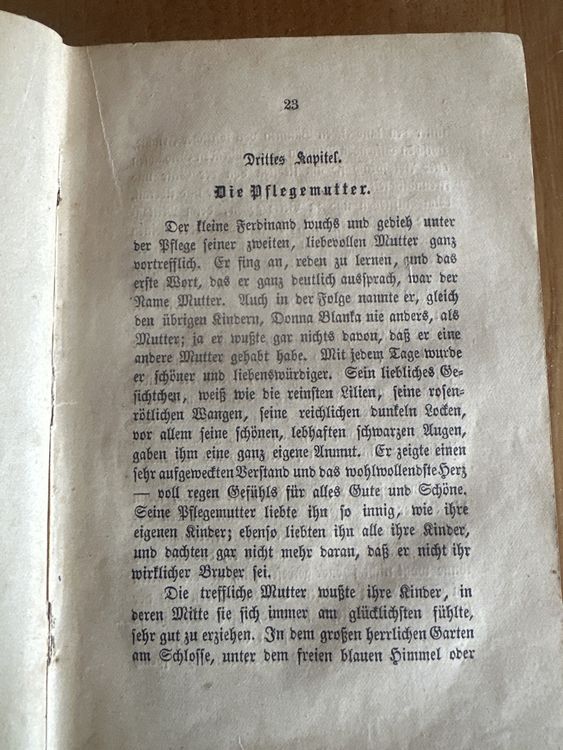 23
Drittes Kapitel.
Die Pflegemutter.
Der kleine Ferdinand wuchs und gedieh unter
der Pflege seiner zweiten, liebevollen Mutter ganz
vortrefflich. Er fing an, reden zu lernen, und das
erste Wort, das er ganz deutlich aussprach, war der
Name Mutter. Auch in der Folge nannte er, gleich
den übrigen Kindern, Donna Blanka nie anders, als
Mutter; ja er wußte gar nichts davon, daß er eine
andere Mutter gehabt habe. Mit jedem Tage wurde
er schöner und liebenswürdiger. Sein liebliches Ge-
sichtchen, weiß wie die reinsten Lilien, seine rosen-
rötlichen Wangen, seine reichlichen dunkeln Locken,
vor allem seine schönen, lebhaften schwarzen Augen,
gaben ihm eine ganz eigene Anmut. Er zeigte einen
sehr aufgeweckten Verstand und das wohlwollendste Herz
— voll regen Gefühls für alles Gute und Schöne.
Seine Pflegemutter liebte ihn so innig, wie ihre
eigenen Kinder; ebenso liebten ihn alle ihre Kinder,
und dachten gar nicht mehr daran, daß er nicht ihr
wirklicher Bruder sei.
Die treffliche Mutter wußte ihre Kinder, in
deren Mitte sie sich immer am glücklichsten fühlte,
sehr gut zu erziehen. In dem großen herrlichen Garten
am Schlosse, unter dem freien blauen Himmel oder